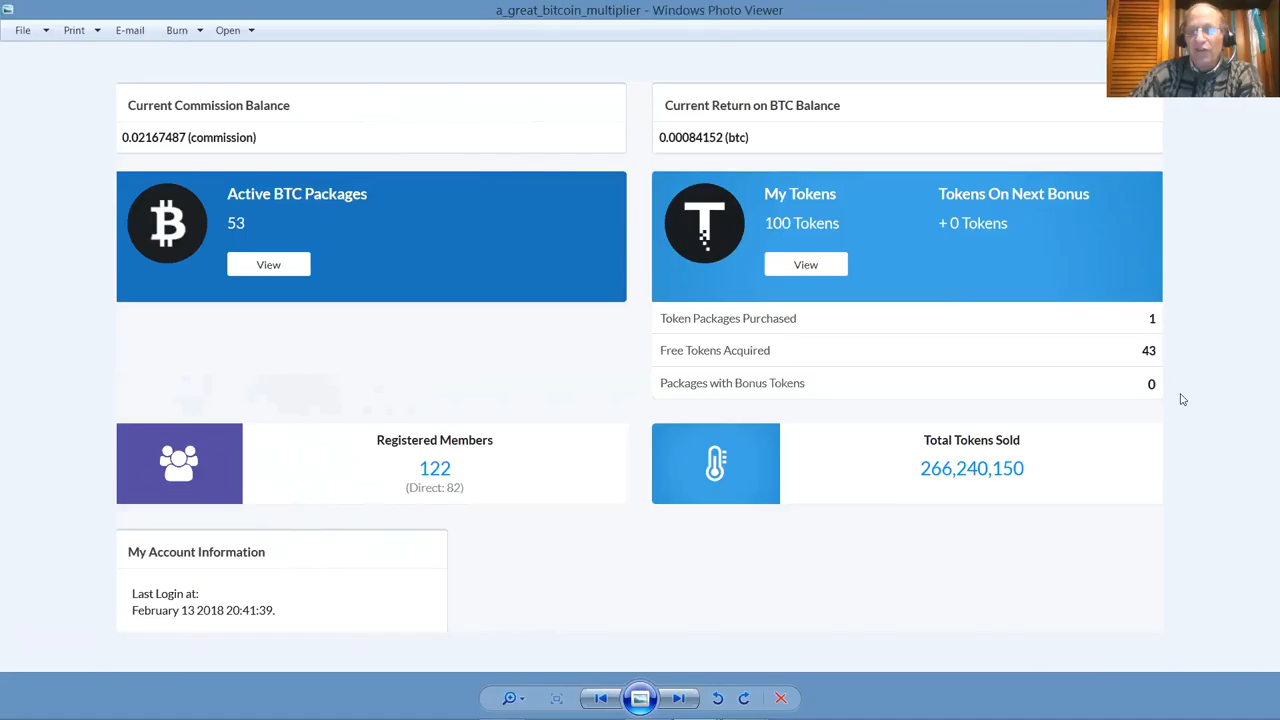 a_great_bitcoin_multiplier - Windows Photo Viewer
File Print E-mail Burn Open
Current Commission Balance
0.02167487 (commission)
Current Return on BTC Balance
0.00084152 (btc)
Active BTC Packages
53
View
My Tokens
100 Tokens
View
Tokens On Next Bonus
+ 0 Tokens
Token Packages Purchased 1
Free Tokens Acquired 43
Packages with Bonus Tokens 0
Registered Members
122
(Direct: 82)
Total Tokens Sold
266,240,150
My Account Information
Last Login at:
February 13 2018 20:41:39.